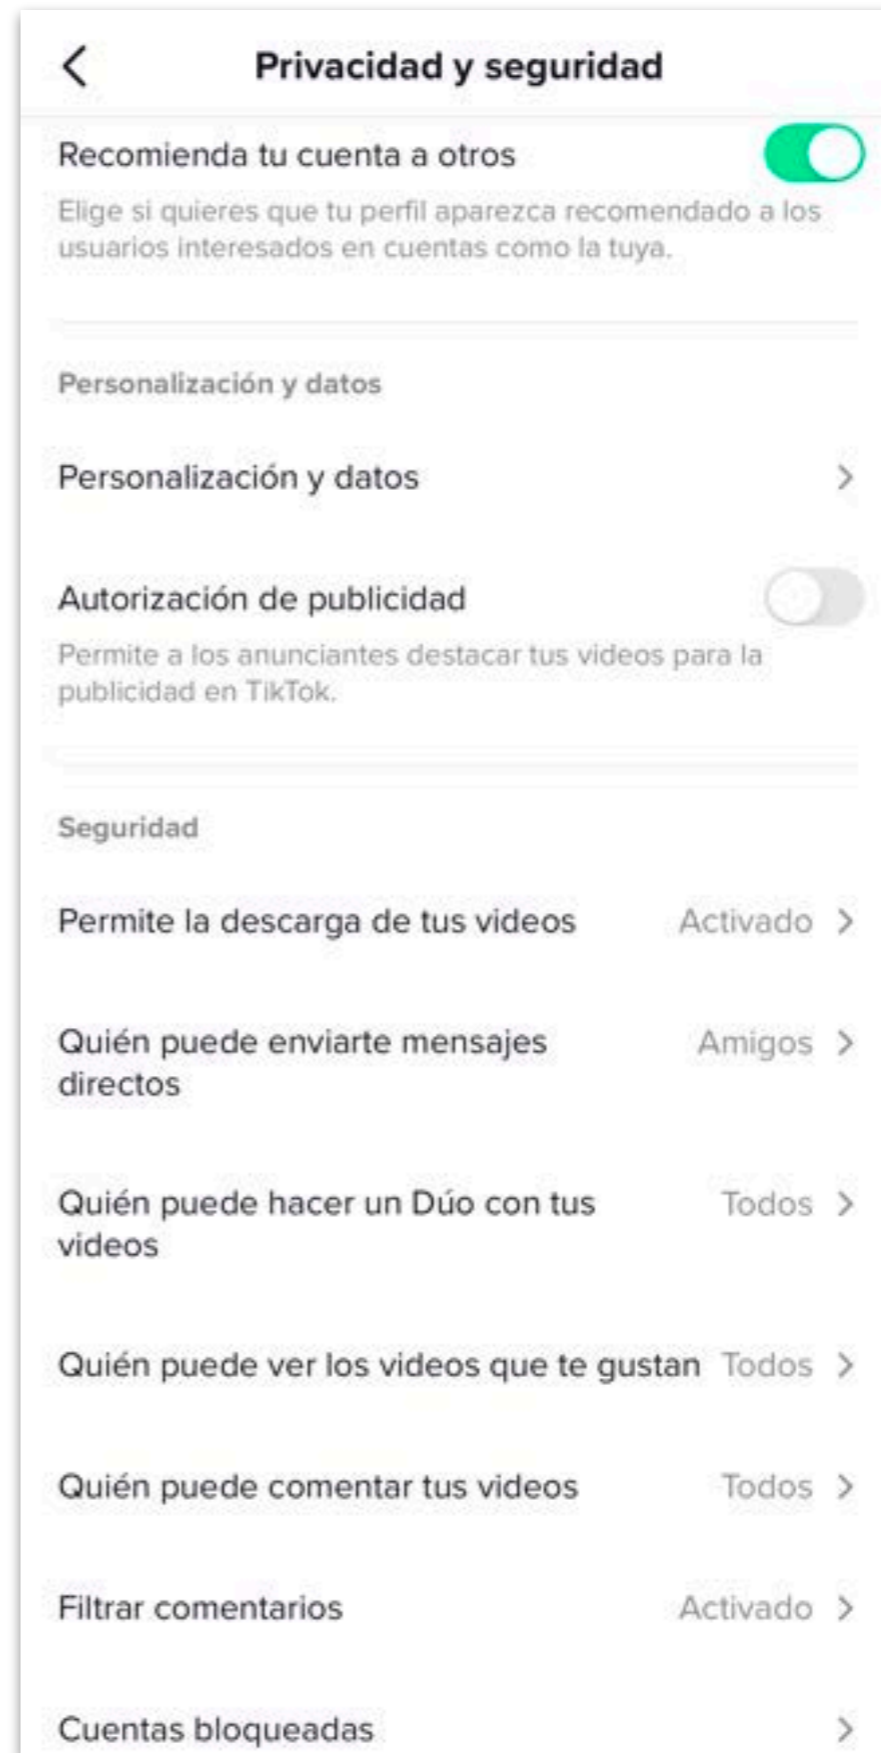 Privacidad y seguridad
Recomienda tu cuenta a otros
Elige si quieres que tu perfil aparezca recomendado a los
usuarios interesados en cuentas como la tuya.
Personalización y datos
Personalización y datos
Autorización de publicidad
Permite a los anunciantes destacar tus videos para la
publicidad en TikTok.
Seguridad
Permite la descarga de tus videos Activado
Quién puede enviarte mensajes Amigos
directos
Quién puede hacer un Dúo con tus Todos
videos
Quién puede ver los videos que te gustan Todos
Quién puede comentar tus videos Todos
Filtrar comentarios Activado
Cuentas bloqueadas